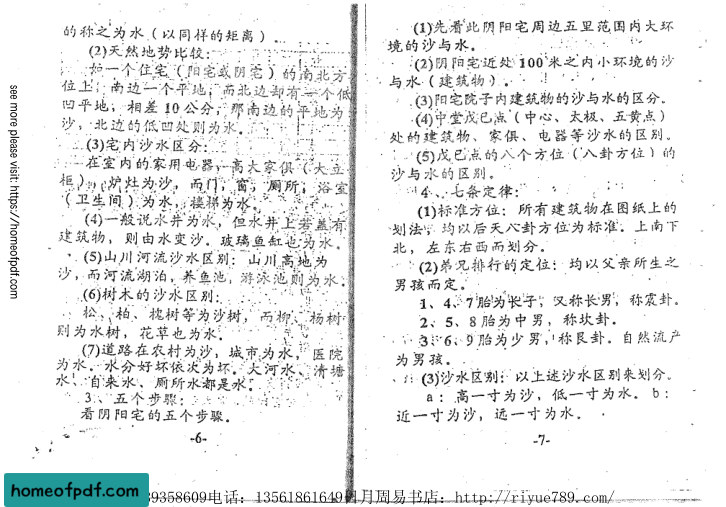 的称之为水（以同样的距离）.
(2)天然地势比较：
如一个住宅（阳宅或阴宅）的南北方
位上，南边一个平地，而北边却有一个低
凹平地，相差10公分，那南边的平地为
沙，北边的低凹处则为水。
(3)宅内沙水区分：
在室内的家用电器，高大家俱（大立
柜），炉灶为沙，而门，窗，厕所，浴室
（卫生间）为水，楼梯为水。
(4)一般说水井为水，但水井上若盖有
建筑物，则由水变沙。玻璃鱼缸也为水。
(5)山川河流沙水区别：山川高地为
沙，而河流湖泊，养鱼池，游泳池则为水。
(6)树木的沙水区别：
松、柏、槐树等为沙树，而柳、杨树
则为水树，花草也为水。
(7)道路在农村为沙，城市为水，医院
为水。水分好坏依次为坏。大河水、清塘
水、自来水、厕所水都是水。
3、五个步骤：
看阴阳宅的五个步骤。
-6-
(1)先看此阴阳宅周边五里范围内大环
境的沙与水。
(2)阴阳宅近处100米之内小环境的沙
与水（建筑物）。
(3)阳宅院子内建筑物的沙与水的区分。
(4)中堂戊已点（中心、太极、五黄点）
处的建筑物、家俱、电器等沙水的区别。
(5)戊已点的八个方位（八卦方位）的
沙与水的区别。
4、七条定律：
(1)标准方位：所有建筑物在图纸上的
划法，均以后天八卦方位为标准。上南下
北，左东右西而划分。
(2)弟兄排行的定位：均以父亲所生之
男孩而定。
1、4、7胎为长子，又称长男，称震卦。
2、5、8胎为中男，称坎卦。
3、6、9胎为少男，称艮卦。自然流产
为男孩。
(3)沙水区别：以上述沙水区别来划分。
a：高一寸为沙，低一寸为水。b：
近一寸为沙，远一寸为水。
-7-
see more please visit: https://homeofpdf.com
homeofpdf.com
39358609电话：13561861649日月周易书店：http://riyue789.com/